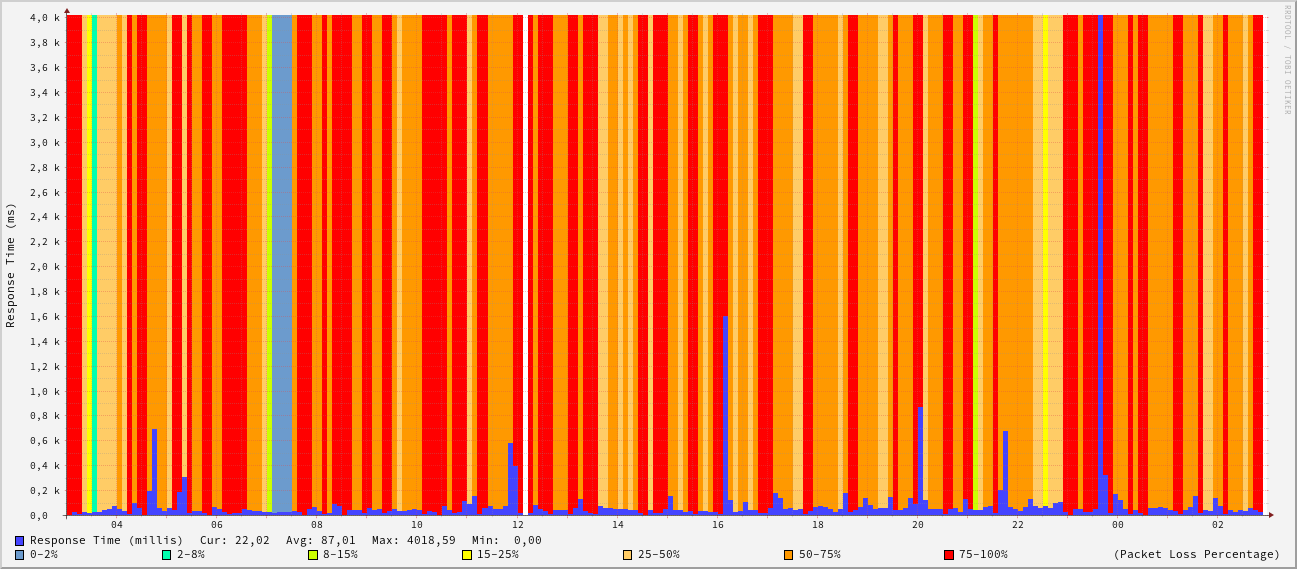 RRDTOOL / TOBI OETIKER
Response Time (ms)
4,0 k
3,8 k
3,6 k
3,4 k
3,2 k
3,0 k
2,8 k
2,6 k
2,4 k
2,2 k
2,0 k
1,8 k
1,6 k
1,4 k
1,2 k
1,0 k
0,8 k
0,6 k
0,4 k
0,2 k
0,0
04 06 08 10 12 14 16 18 20 22 00 02
Response Time (millis) Cur: 22,02 Avg: 87,01 Max: 4018,59 Min: 0,00
0-2% 2-8% 8-15% 15-25% 25-50% 50-75% 75-100% (Packet Loss Percentage)